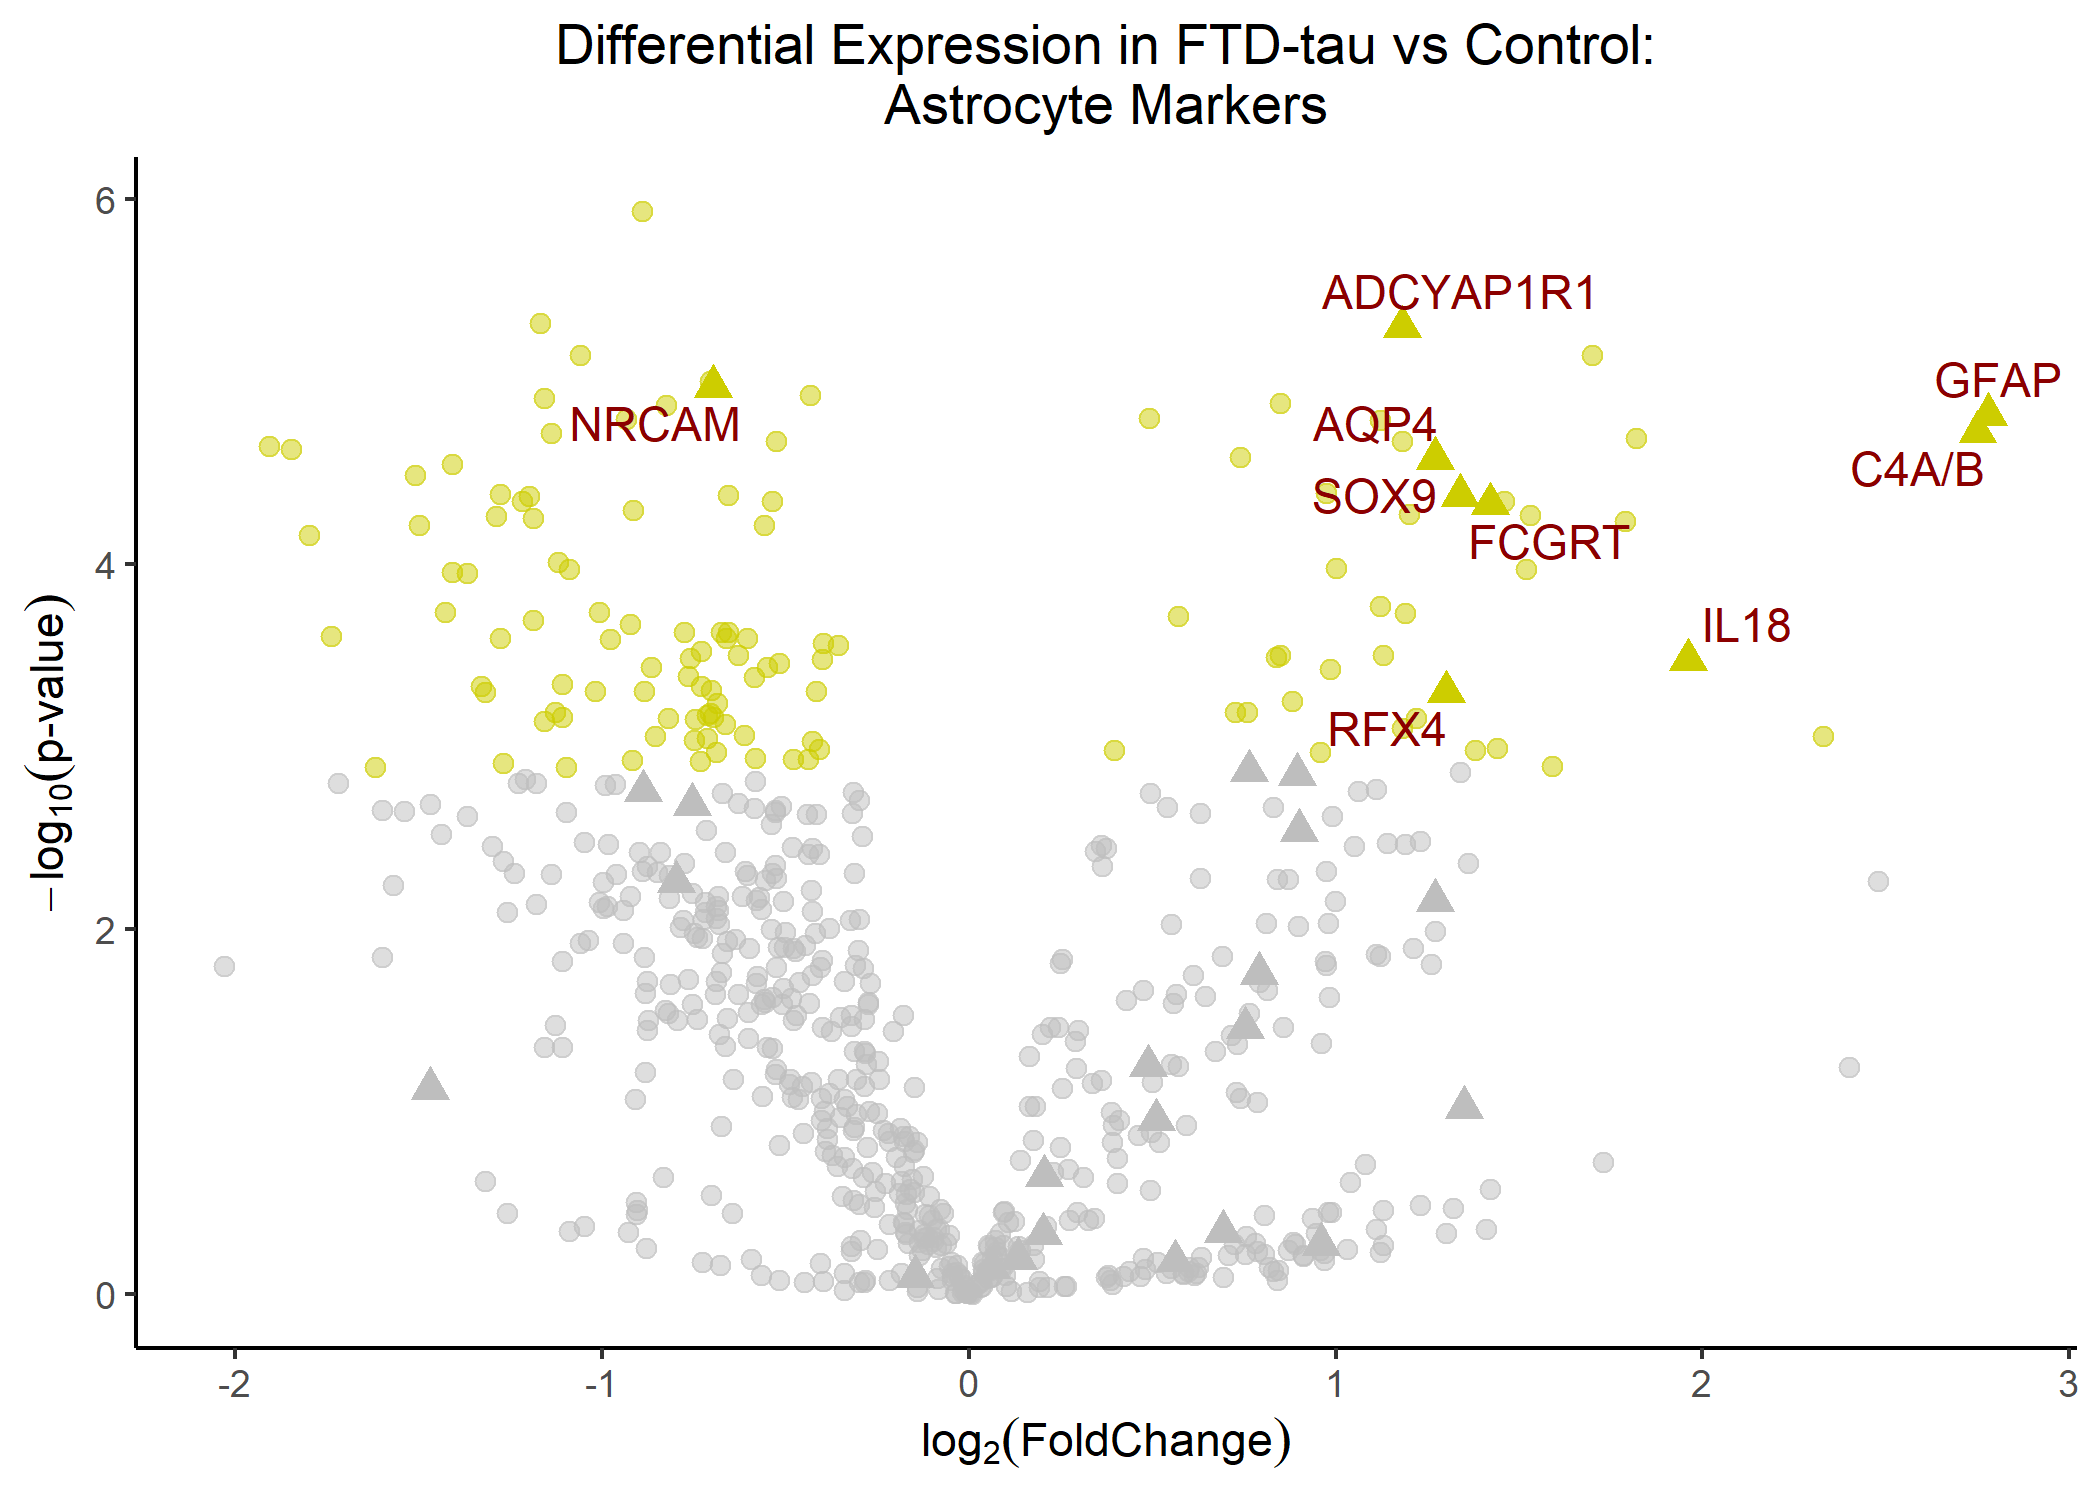 Differential Expression in FTD-tau vs Control:
Astrocyte Markers
6
4
2
0
−log10(p-value)
ADCYAP1R1
GFAP
NRCAM
AQP4
C4A/B
SOX9
FCGRT
IL18
RFX4
-2
-1
0
1
2
3
log2(FoldChange)